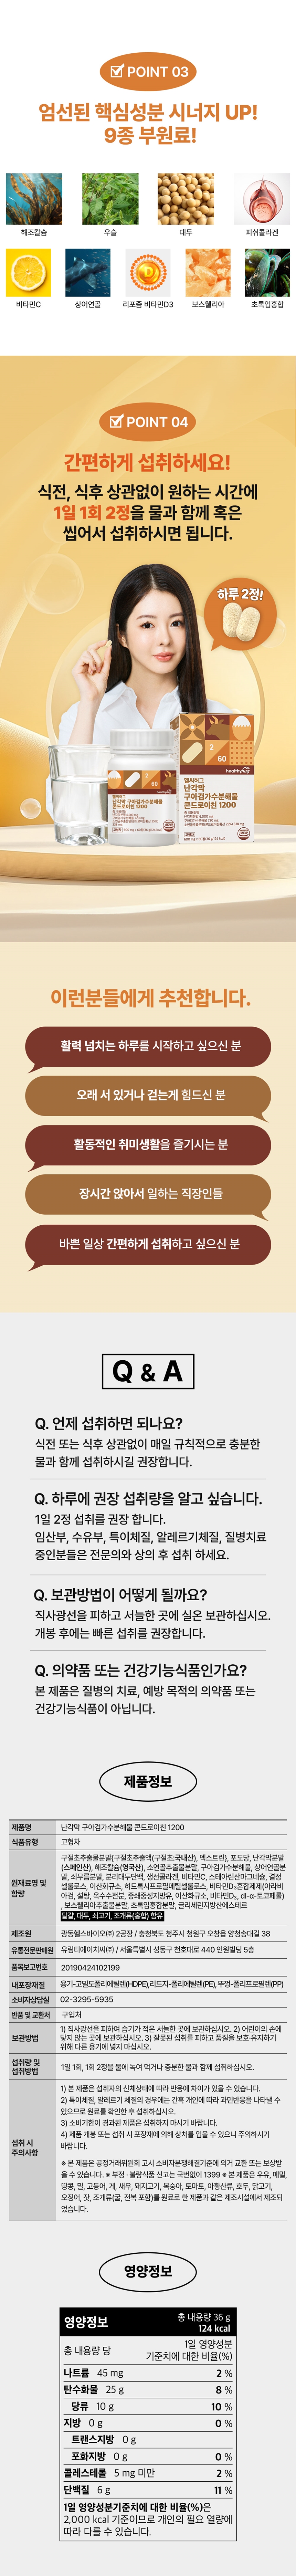 POINT 03
엄선된 핵심성분 시너지 UP!
9종 부원료!
해조칼슘
우슬
대두
피쉬콜라겐
비타민C
상어연골
리포좀 비타민D3
보스웰리아
초록입홍합
POINT 04
간편하게 섭취하세요!
식전, 식후 상관없이 원하는 시간에
1일 1회 2정을 물과 함께 혹은
씹어서 섭취하시면 됩니다.
하루 2정!
2
60
healthyhug
헬씨허그
난각막
구아검가수분해물
콘드로이친 1200
2
60
healthyhug
헬씨허그
난각막
구아검가수분해물
콘드로이친 1200
이런분들에게 추천합니다.
활력 넘치는 하루를 시작하고 싶으신 분
오래 서 있거나 걷는게 힘드신 분
활동적인 취미생활을 즐기시는 분
장시간 앉아서 일하는 직장인들
바쁜 일상 간편하게 섭취하고 싶으신 분
Q & A
Q. 언제 섭취하면 되나요?
식전 또는 식후 상관없이 매일 규칙적으로 충분한
물과 함께 섭취하시길 권장합니다.
Q. 하루에 권장 섭취량을 알고 싶습니다.
1일 2정 섭취를 권장 합니다.
임산부, 수유부, 특이체질, 알레르기체질, 질병치료
중인분들은 전문의와 상의 후 섭취 하세요.
Q. 보관방법이 어떻게 될까요?
직사광선을 피하고 서늘한 곳에 실온 보관하십시오.
개봉 후에는 빠른 섭취를 권장합니다.
Q. 의약품 또는 건강기능식품인가요?
본 제품은 질병의 치료, 예방 목적의 의약품 또는
건강기능식품이 아닙니다.
제품정보
제품명 난각막 구아검가수분해물 콘드로이친 1200
식품유형 고형차
원재료명 및 함량
구절초추출물분말(구절초추출액(구절초:국내산), 덱스트린), 포도당, 난각막분말
(스페인산), 해조칼슘(영국산), 소연골추출물분말, 구아검가수분해물, 상어연골분
말, 쇠무릅분말, 분리대두단백, 생선콜라겐, 비타민C, 스테아린산마그네슘, 결정
셀룰로스, 이산화규소, 히드록시프로필메틸셀룰로스, 비타민D₃혼합제제(아라비
아검, 설탕, 옥수수전분, 중쇄중성지방유, 이산화규소, 비타민D₃, dl-α-토코페롤)
, 보스웰리아추출물분말, 초록입홍합분말, 글리세린지방산에스테르
달걀, 대두, 쇠고기, 조개류(홍합) 함유
제조원 광동헬스바이오㈜ 2공장 / 충청북도 청주시 청원구 오창읍 양청송대길 38
유통전문판매원 유림티에이치씨㈜ / 서울특별시 성동구 천호대로 440 인원빌딩 5층
품목보고번호 20190424102199
내포장재질 용기-고밀도폴리에틸렌(HDPE),리드지-폴리에틸렌(PE), 뚜껑-폴리프로필렌(PP)
소비자상담실 02-3295-5935
반품 및 교환처 구입처
보관방법
1) 직사광선을 피하여 습기가 적은 서늘한 곳에 보관하십시오. 2) 어린이의 손에
닿지 않는 곳에 보관하십시오. 3) 잘못된 섭취를 피하고 품질을 보호·유지하기
위해 다른 용기에 넣지 마십시오.
섭취량 및 섭취방법
1일 1회, 1회 2정을 물에 녹여 먹거나 충분한 물과 함께 섭취하십시오.
섭취 시 주의사항
1) 본 제품은 섭취자의 신체상태에 따라 반응에 차이가 있을 수 있습니다.
2) 특이체질, 알레르기 체질의 경우에는 간혹 개인에 따라 과민반응을 나타낼 수
있으므로 원료를 확인한 후 섭취하십시오.
3) 소비기한이 경과된 제품은 섭취하지 마시기 바랍니다.
4) 제품 개봉 또는 섭취 시 포장재에 의해 상처를 입을 수 있으니 주의하시기
바랍니다.
※ 본 제품은 공정거래위원회 고시 소비자분쟁해결기준에 의거 교환 또는 보상받
을 수 있습니다. ※ 부정 · 불량식품 신고는 국번없이 1399 ※ 본 제품은 우유, 메밀,
땅콩, 밀, 고등어, 게, 새우, 돼지고기, 복숭아, 토마토, 아황산류, 호두, 닭고기,
오징어, 잣, 조개류(굴, 전복 포함)를 원료로 한 제품과 같은 제조시설에서 제조되
었습니다.
영양정보
영양정보 총 내용량 36 g
124 kcal
총 내용량 당 1일 영양성분
기준치에 대한 비율(%)
나트륨 45 mg 2 %
탄수화물 25 g 8 %
당류 10 g 10 %
지방 0 g 0 %
트랜스지방 0 g
포화지방 0 g 0 %
콜레스테롤 5 mg 미만 2 %
단백질 6 g 11 %
1일 영양성분기준치에 대한 비율(%)은
2,000 kcal 기준이므로 개인의 필요 열량에
따라 다를 수 있습니다.